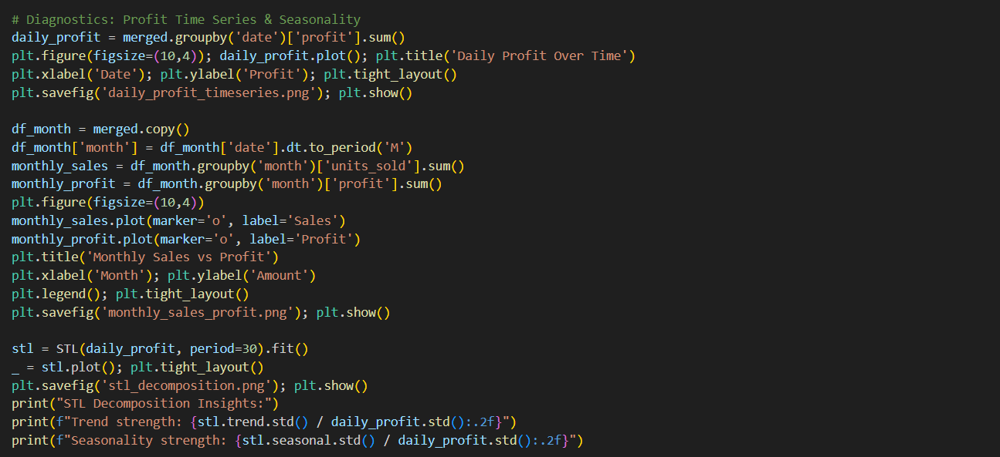 # Diagnostics: Profit Time Series & Seasonality
daily_profit = merged.groupby('date')['profit'].sum()
plt.figure(figsize=(10,4)); daily_profit.plot(); plt.title('Daily Profit Over Time')
plt.xlabel('Date'); plt.ylabel('Profit'); plt.tight_layout()
plt.savefig('daily_profit_timeseries.png'); plt.show()

df_month = merged.copy()
df_month['month'] = df_month['date'].dt.to_period('M')
monthly_sales = df_month.groupby('month')['units_sold'].sum()
monthly_profit = df_month.groupby('month')['profit'].sum()
plt.figure(figsize=(10,4))
monthly_sales.plot(marker='o', label='Sales')
monthly_profit.plot(marker='o', label='Profit')
plt.title('Monthly Sales vs Profit')
plt.xlabel('Month'); plt.ylabel('Amount')
plt.legend(); plt.tight_layout()
plt.savefig('monthly_sales_profit.png'); plt.show()

stl = STL(daily_profit, period=30).fit()
_ = stl.plot(); plt.tight_layout()
plt.savefig('stl_decomposition.png'); plt.show()
print("STL Decomposition Insights:")
print(f"Trend strength: {stl.trend.std() / daily_profit.std():.2f}")
print(f"Seasonality strength: {stl.seasonal.std() / daily_profit.std():.2f}")